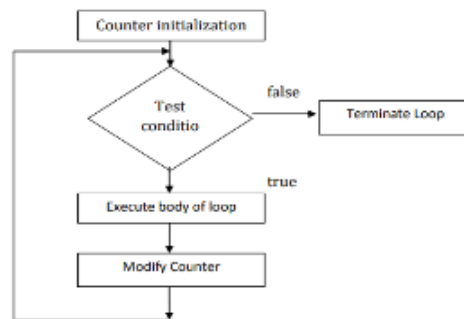 Counter initialization
Test
conditio
false
Terminate Loop
true
Execute body of loop
Modify Counter